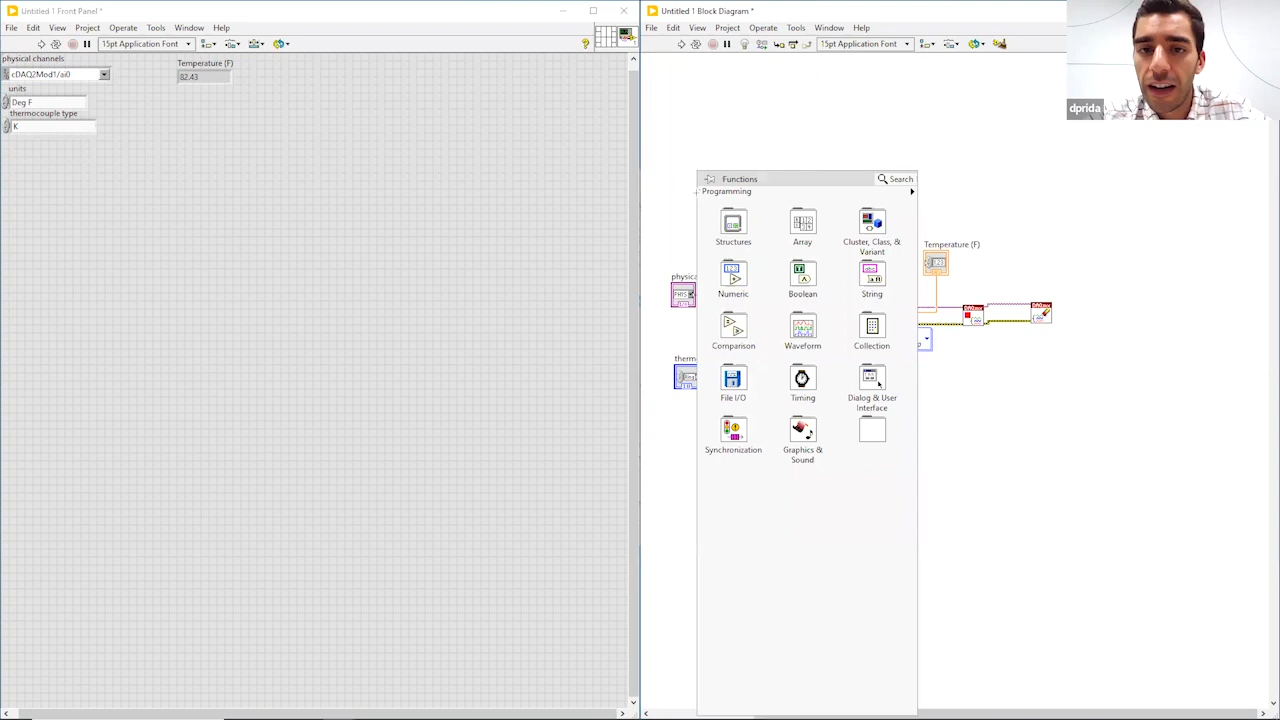 Untitled 1 Front Panel *
File Edit View Project Operate Tools Window Help
15pt Application Font
physical channels
cDAQ2Mod1/ai0
units
Deg F
thermocouple type
K
Temperature (F)
82.43
Untitled 1 Block Diagram *
File Edit View Project Operate Tools Window Help
15pt Application Font
dprida
Functions
Search
Programming
Structures
Array
Cluster, Class, &
Variant
Numeric
Boolean
String
Comparison
Waveform
Collection
File I/O
Timing
Dialog & User
Interface
Synchronization
Graphics &
Sound
physica
thermo
Temperature (F)